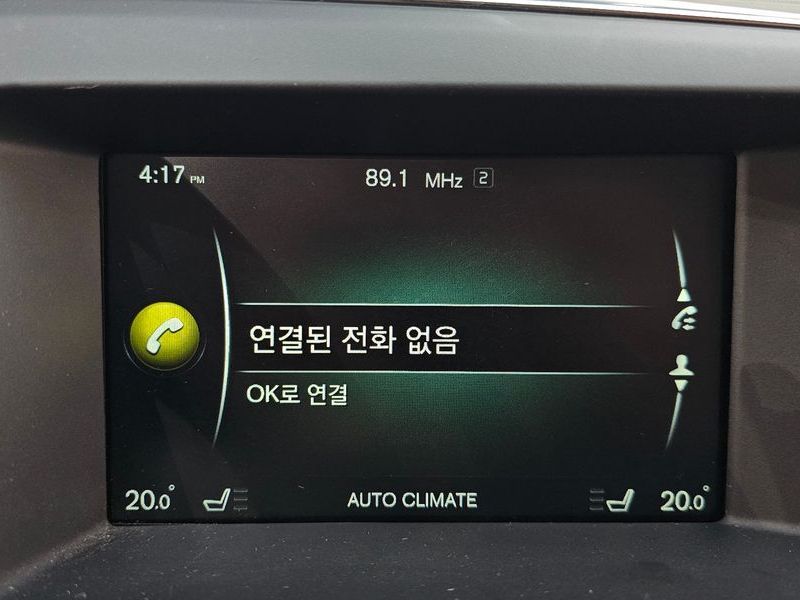 4:17 PM
89.1 MHz 2
연결된 전화 없음
OK로 연결
20.0°
AUTO CLIMATE
20.0°